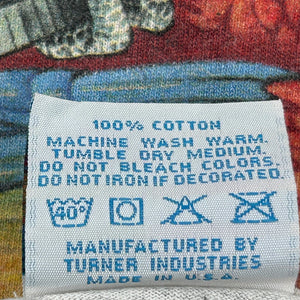 100% COTTON
MACHINE WASH WARM.
TUMBLE DRY MEDIUM.
DO NOT BLEACH COLORS.
DO NOT IRON IF DECORATED.
40°
MANUFACTURED BY
TURNER INDUSTRIES
MADE IN U.S.A.